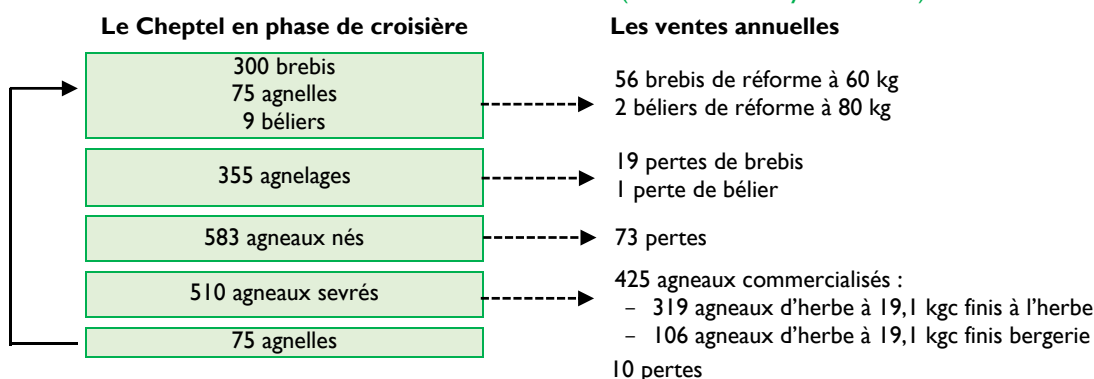 Le Cheptel en phase de croisière
Les ventes annuelles
300 brebis
75 agnelles
9 béliers
56 brebis de réforme à 60 kg
2 béliers de réforme à 80 kg
355 agnelages
19 pertes de brebis
1 perte de bélier
583 agneaux nés
73 pertes
510 agneaux sevrés
425 agneaux commercialisés :
– 319 agneaux d'herbe à 19,1 kgc finis à l'herbe
– 106 agneaux d'herbe à 19,1 kgc finis bergerie
75 agnelles
10 pertes